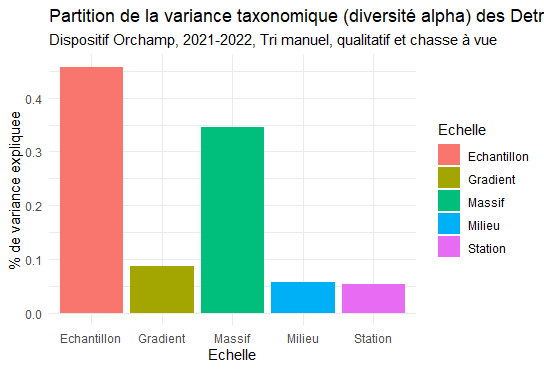 Partition de la variance taxonomique (diversité alpha) des Detr
Dispositif Orchamp, 2021-2022, Tri manuel, qualitatif et chasse à vue
% de variance expliquee
0.4
0.3
0.2
0.1
0.0
Echantillon Gradient Massif Milieu Station
Echelle
Echelle
Echantillon
Gradient
Massif
Milieu
Station